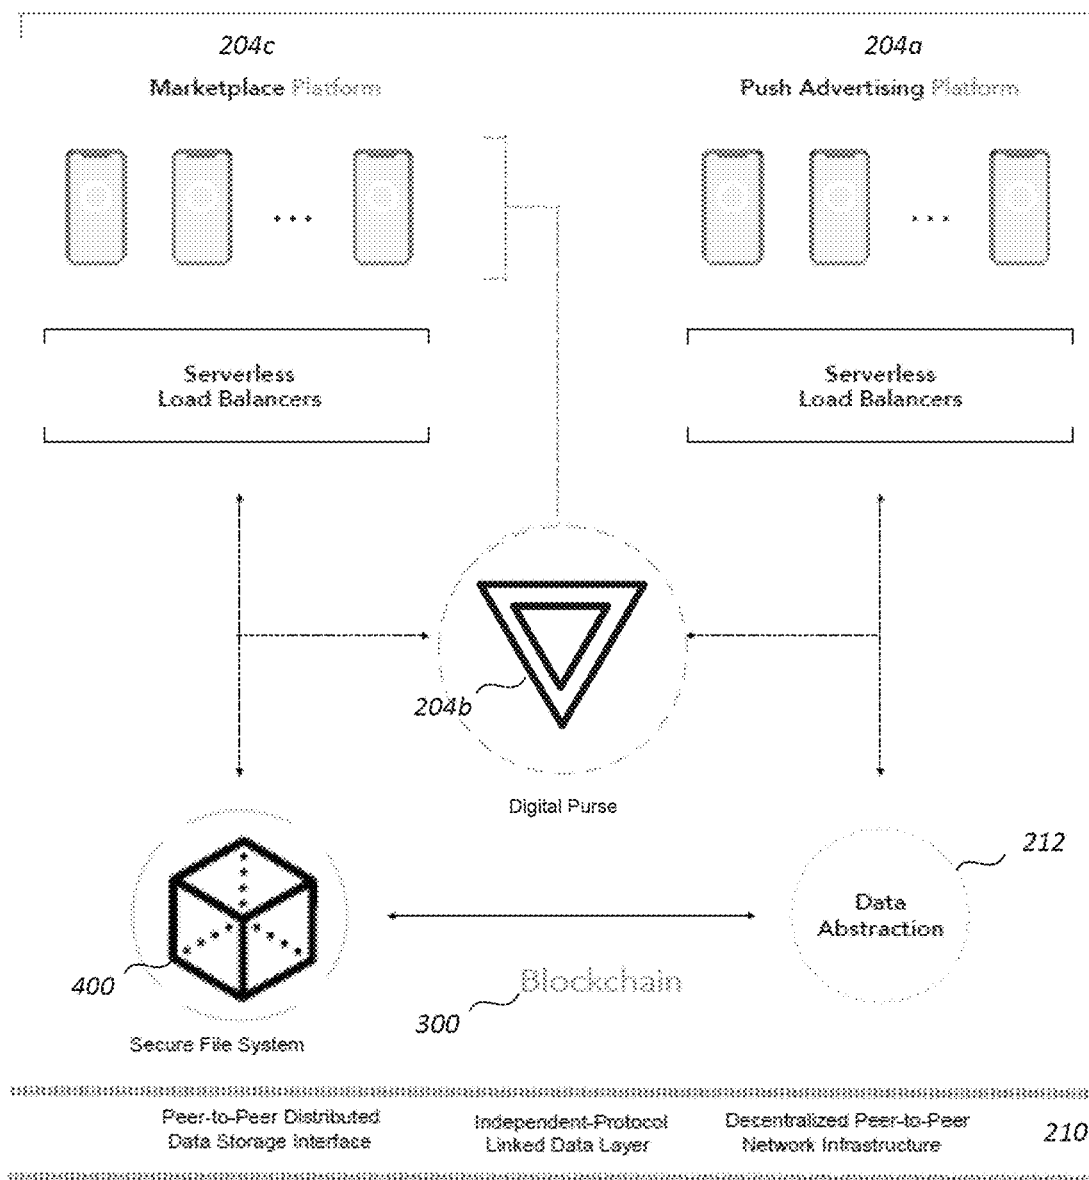 204c
204a
Marketplace Platform
Push Advertising Platform
...
...
Serverless
Load Balancers
Serverless
Load Balancers
204b
Digital Purse
212
Data
Abstraction
400
Blockchain
300
Secure File System
Peer-to-Peer Distributed
Data Storage Interface
Independent-Protocol
Linked Data Layer
Decentralized Peer-to-Peer
Network Infrastructure
210